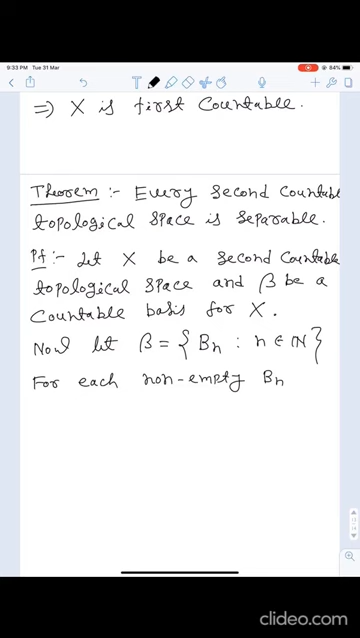 9:33 PM Tue 31 Mar
84%
⇒ X is first Countable.
Theorem :- Every Second Countable
topological space is separable.
Pf :- Let X be a second Countable
topological space and β be a
Countable basis for X.
Now let β = { Bn : n ∈ ℕ }
For each non-empty Bn
clideo.com